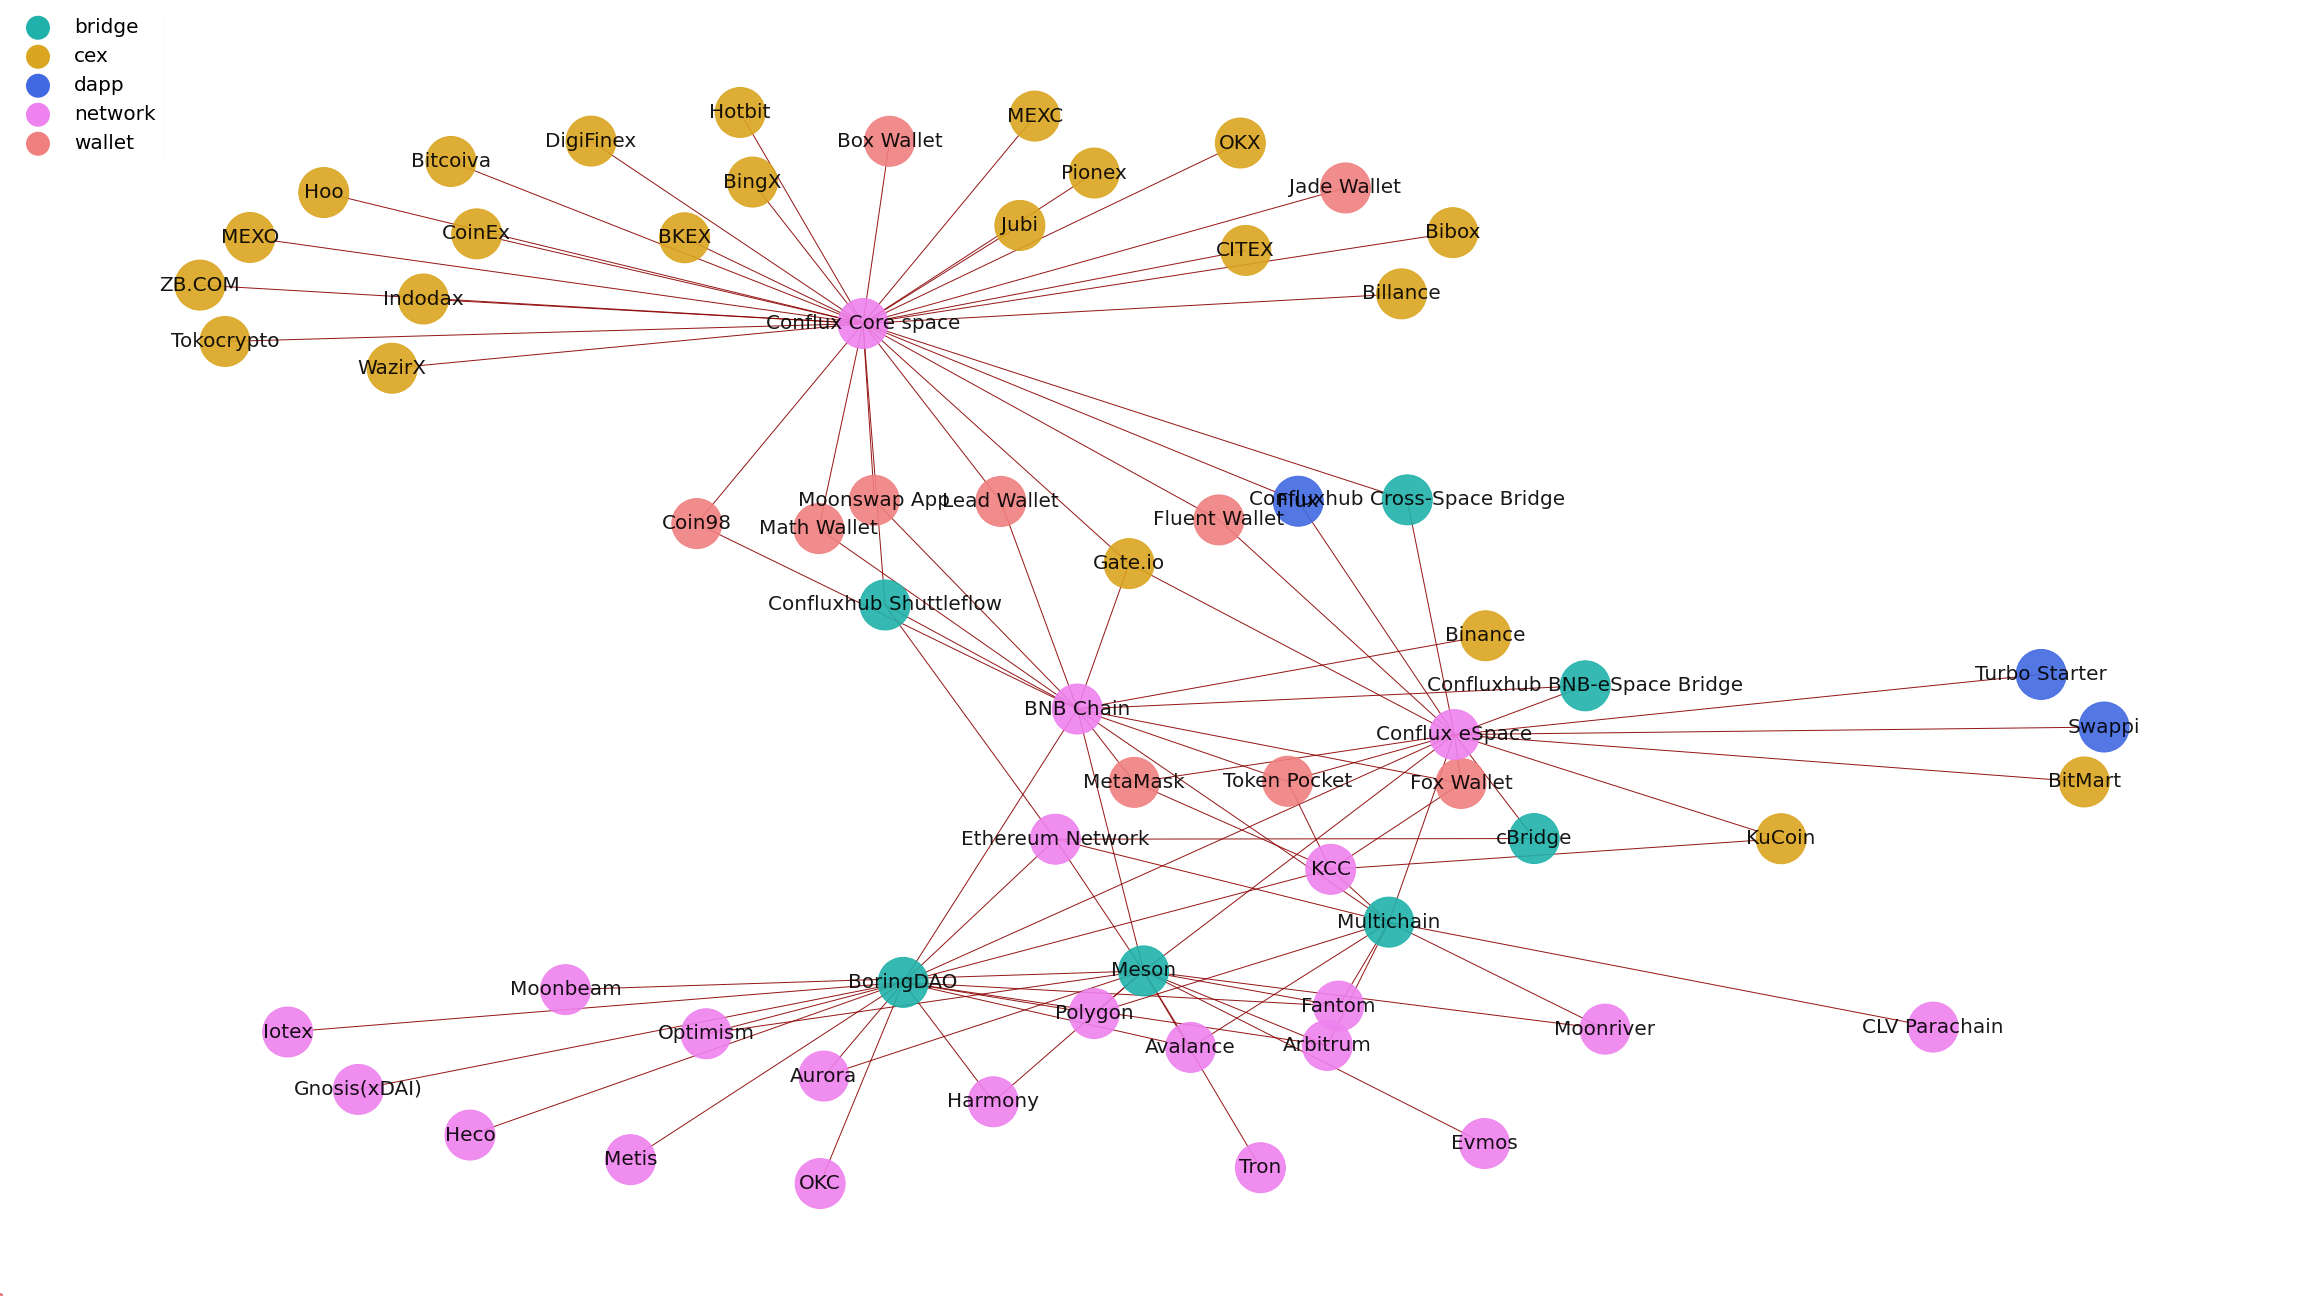 bridge
cex
dapp
network
wallet
Hotbit
MEXC
DigiFinex
Box Wallet
OKX
Bitcoiva
Pionex
BingX
Jade Wallet
Hoo
Jubi
Bibox
CoinEx
MEXO
BKEX
CITEX
ZB.COM
Billance
Indodax
Conflux Core space
Tokocrypto
WazirX
Moonswap App
Lead Wallet
Flux
Confluxhub Cross-Space Bridge
Coin98
Math Wallet
Fluent Wallet
Gate.io
Confluxhub Shuttleflow
Binance
Turbo Starter
Confluxhub BNB-eSpace Bridge
BNB Chain
Swappi
Conflux eSpace
MetaMask
Token Pocket
Fox Wallet
BitMart
Ethereum Network
cBridge
KuCoin
KCC
Multichain
Meson
BoringDAO
Moonbeam
Fantom
Polygon
Iotex
Optimism
Moonriver
CLV Parachain
Avalance
Arbitrum
Aurora
Gnosis(xDAI)
Harmony
Heco
Evmos
Metis
Tron
OKC